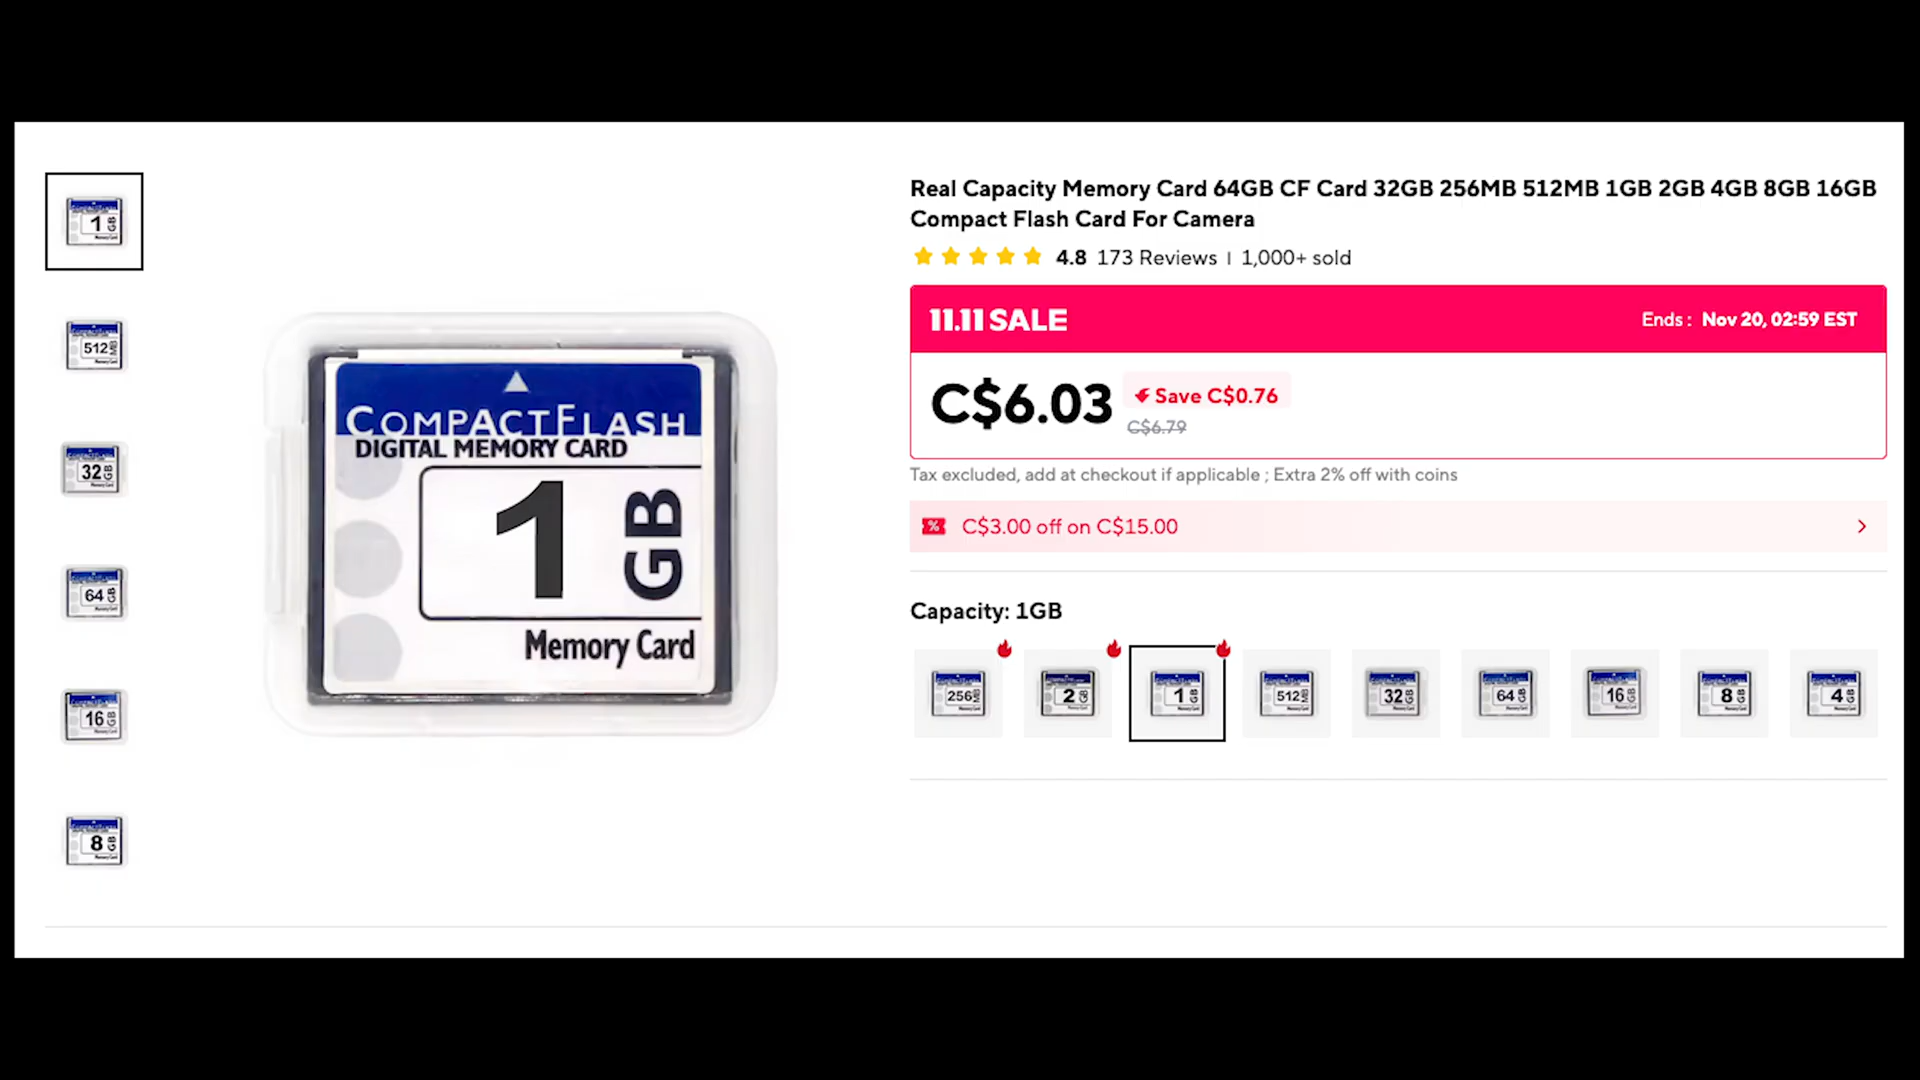 Real Capacity Memory Card 64GB CF Card 32GB 256MB 512MB 1GB 2GB 4GB 8GB 16GB
Compact Flash Card For Camera
4.8 173 Reviews | 1,000+ sold
11.11 SALE
Ends : Nov 20, 02:59 EST
C$6.03
Save C$0.76
C$6.79
Tax excluded, add at checkout if applicable ; Extra 2% off with coins
% C$3.00 off on C$15.00
Capacity: 1GB
256 MB
2 GB
1 GB
512 MB
32 GB
64 GB
16 GB
8 GB
4 GB
COMPACTFLASH
DIGITAL MEMORY CARD
1 GB
Memory Card
1 GB
512 MB
32 GB
64 GB
16 GB
8 GB